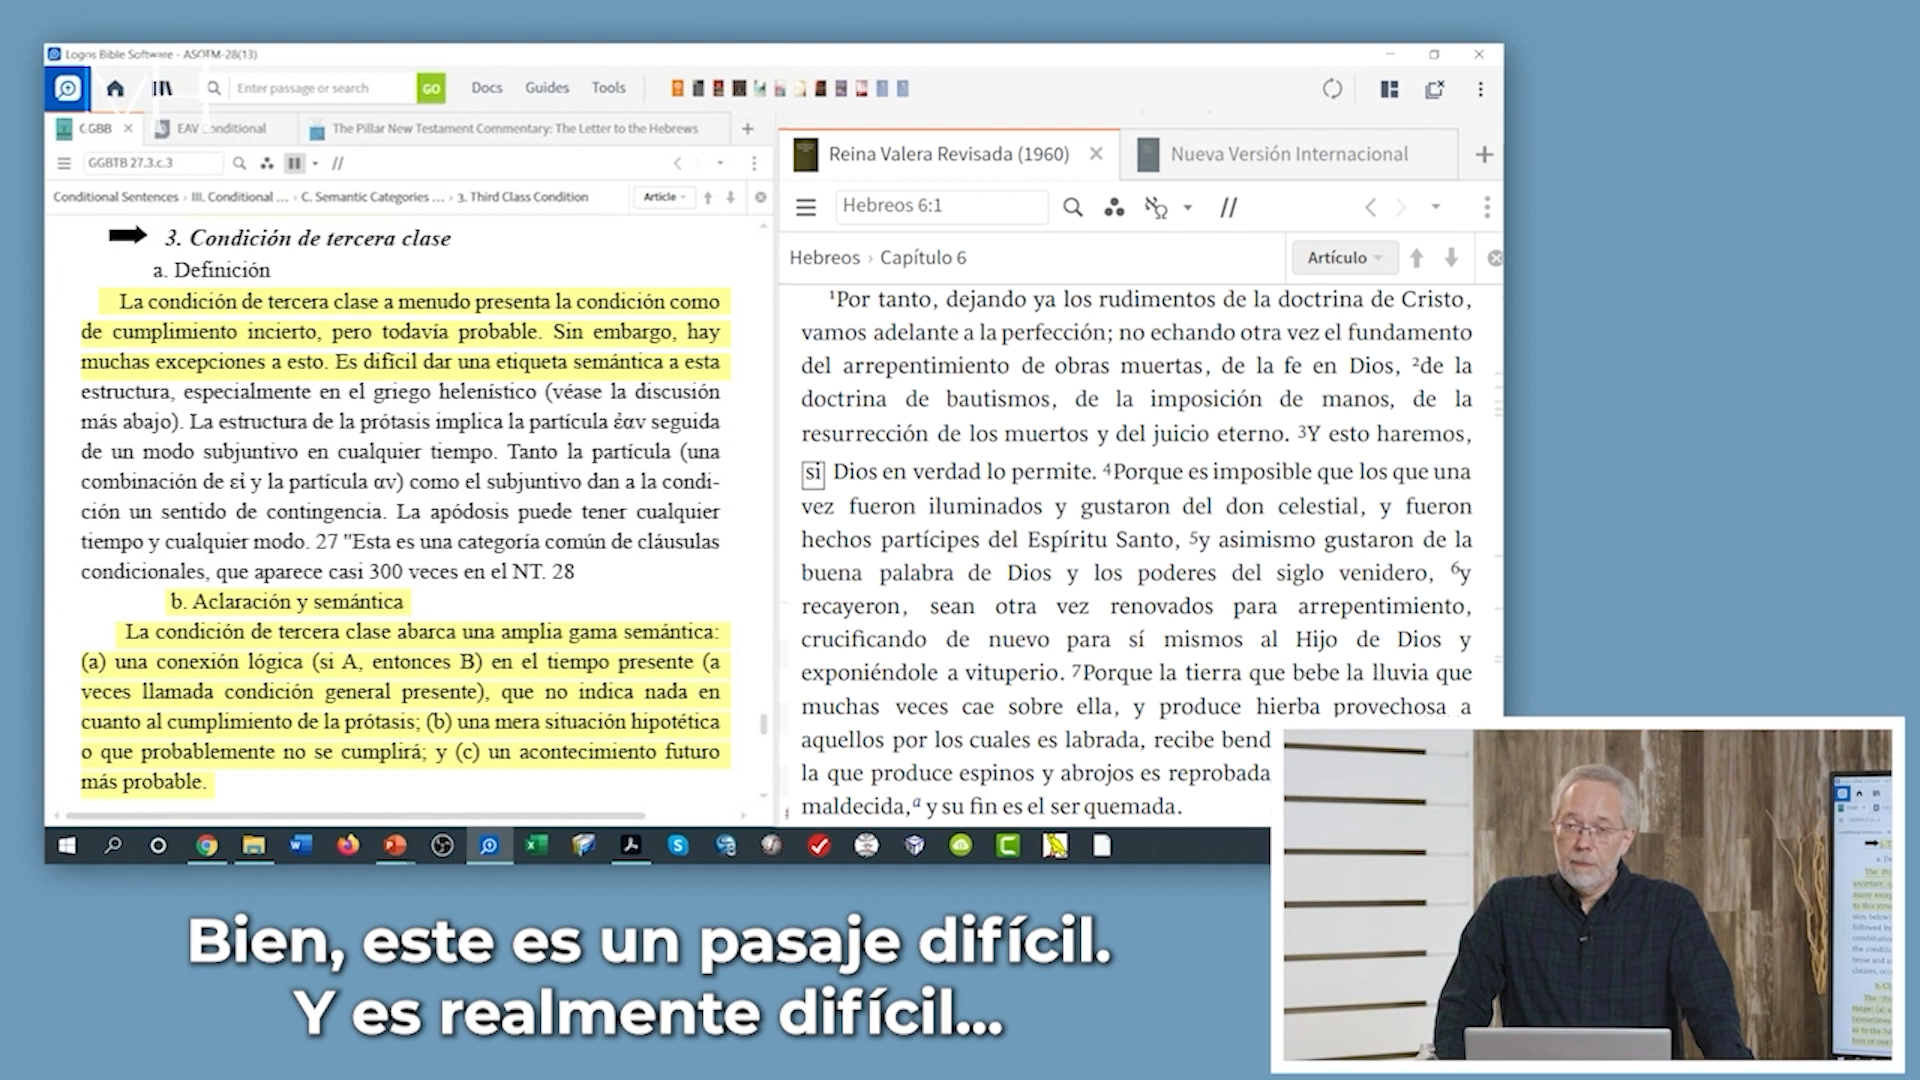 Logos Bible Software - ASOTM-28(13)
Enter passage or search
GO
Docs
Guides
Tools
CGBB
EAV Conditional
The Pillar New Testament Commentary: The Letter to the Hebrews
GGBTB 27.3.c.3
Conditional Sentences › III. Conditional ... › C. Semantic Categories ... › 3. Third Class Condition
Article
3. Condición de tercera clase
a. Definición
La condición de tercera clase a menudo presenta la condición como
de cumplimiento incierto, pero todavía probable. Sin embargo, hay
muchas excepciones a esto. Es difícil dar una etiqueta semántica a esta
estructura, especialmente en el griego helenístico (véase la discusión
más abajo). La estructura de la prótasis implica la partícula ἐαν seguida
de un modo subjuntivo en cualquier tiempo. Tanto la partícula (una
combinación de εἰ y la partícula αν) como el subjuntivo dan a la condi-
ción un sentido de contingencia. La apódosis puede tener cualquier
tiempo y cualquier modo. 27 "Esta es una categoría común de cláusulas
condicionales, que aparece casi 300 veces en el NT. 28
b. Aclaración y semántica
La condición de tercera clase abarca una amplia gama semántica:
(a) una conexión lógica (si A, entonces B) en el tiempo presente (a
veces llamada condición general presente), que no indica nada en
cuanto al cumplimiento de la prótasis; (b) una mera situación hipotética
o que probablemente no se cumplirá; y (c) un acontecimiento futuro
más probable.
Reina Valera Revisada (1960)
Nueva Versión Internacional
Hebreos 6:1
Hebreos › Capítulo 6
Artículo
1Por tanto, dejando ya los rudimentos de la doctrina de Cristo,
vamos adelante a la perfección; no echando otra vez el fundamento
del arrepentimiento de obras muertas, de la fe en Dios, 2de la
doctrina de bautismos, de la imposición de manos, de la
resurrección de los muertos y del juicio eterno. 3Y esto haremos,
si Dios en verdad lo permite. 4Porque es imposible que los que una
vez fueron iluminados y gustaron del don celestial, y fueron
hechos partícipes del Espíritu Santo, 5y asimismo gustaron de la
buena palabra de Dios y los poderes del siglo venidero, 6y
recayeron, sean otra vez renovados para arrepentimiento,
crucificando de nuevo para sí mismos al Hijo de Dios y
exponiéndole a vituperio. 7Porque la tierra que bebe la lluvia que
muchas veces cae sobre ella, y produce hierba provechosa a
aquellos por los cuales es labrada, recibe bend
la que produce espinos y abrojos es reprobada
maldecida,a y su fin es el ser quemada.
Bien, este es un pasaje difícil.
Y es realmente difícil...